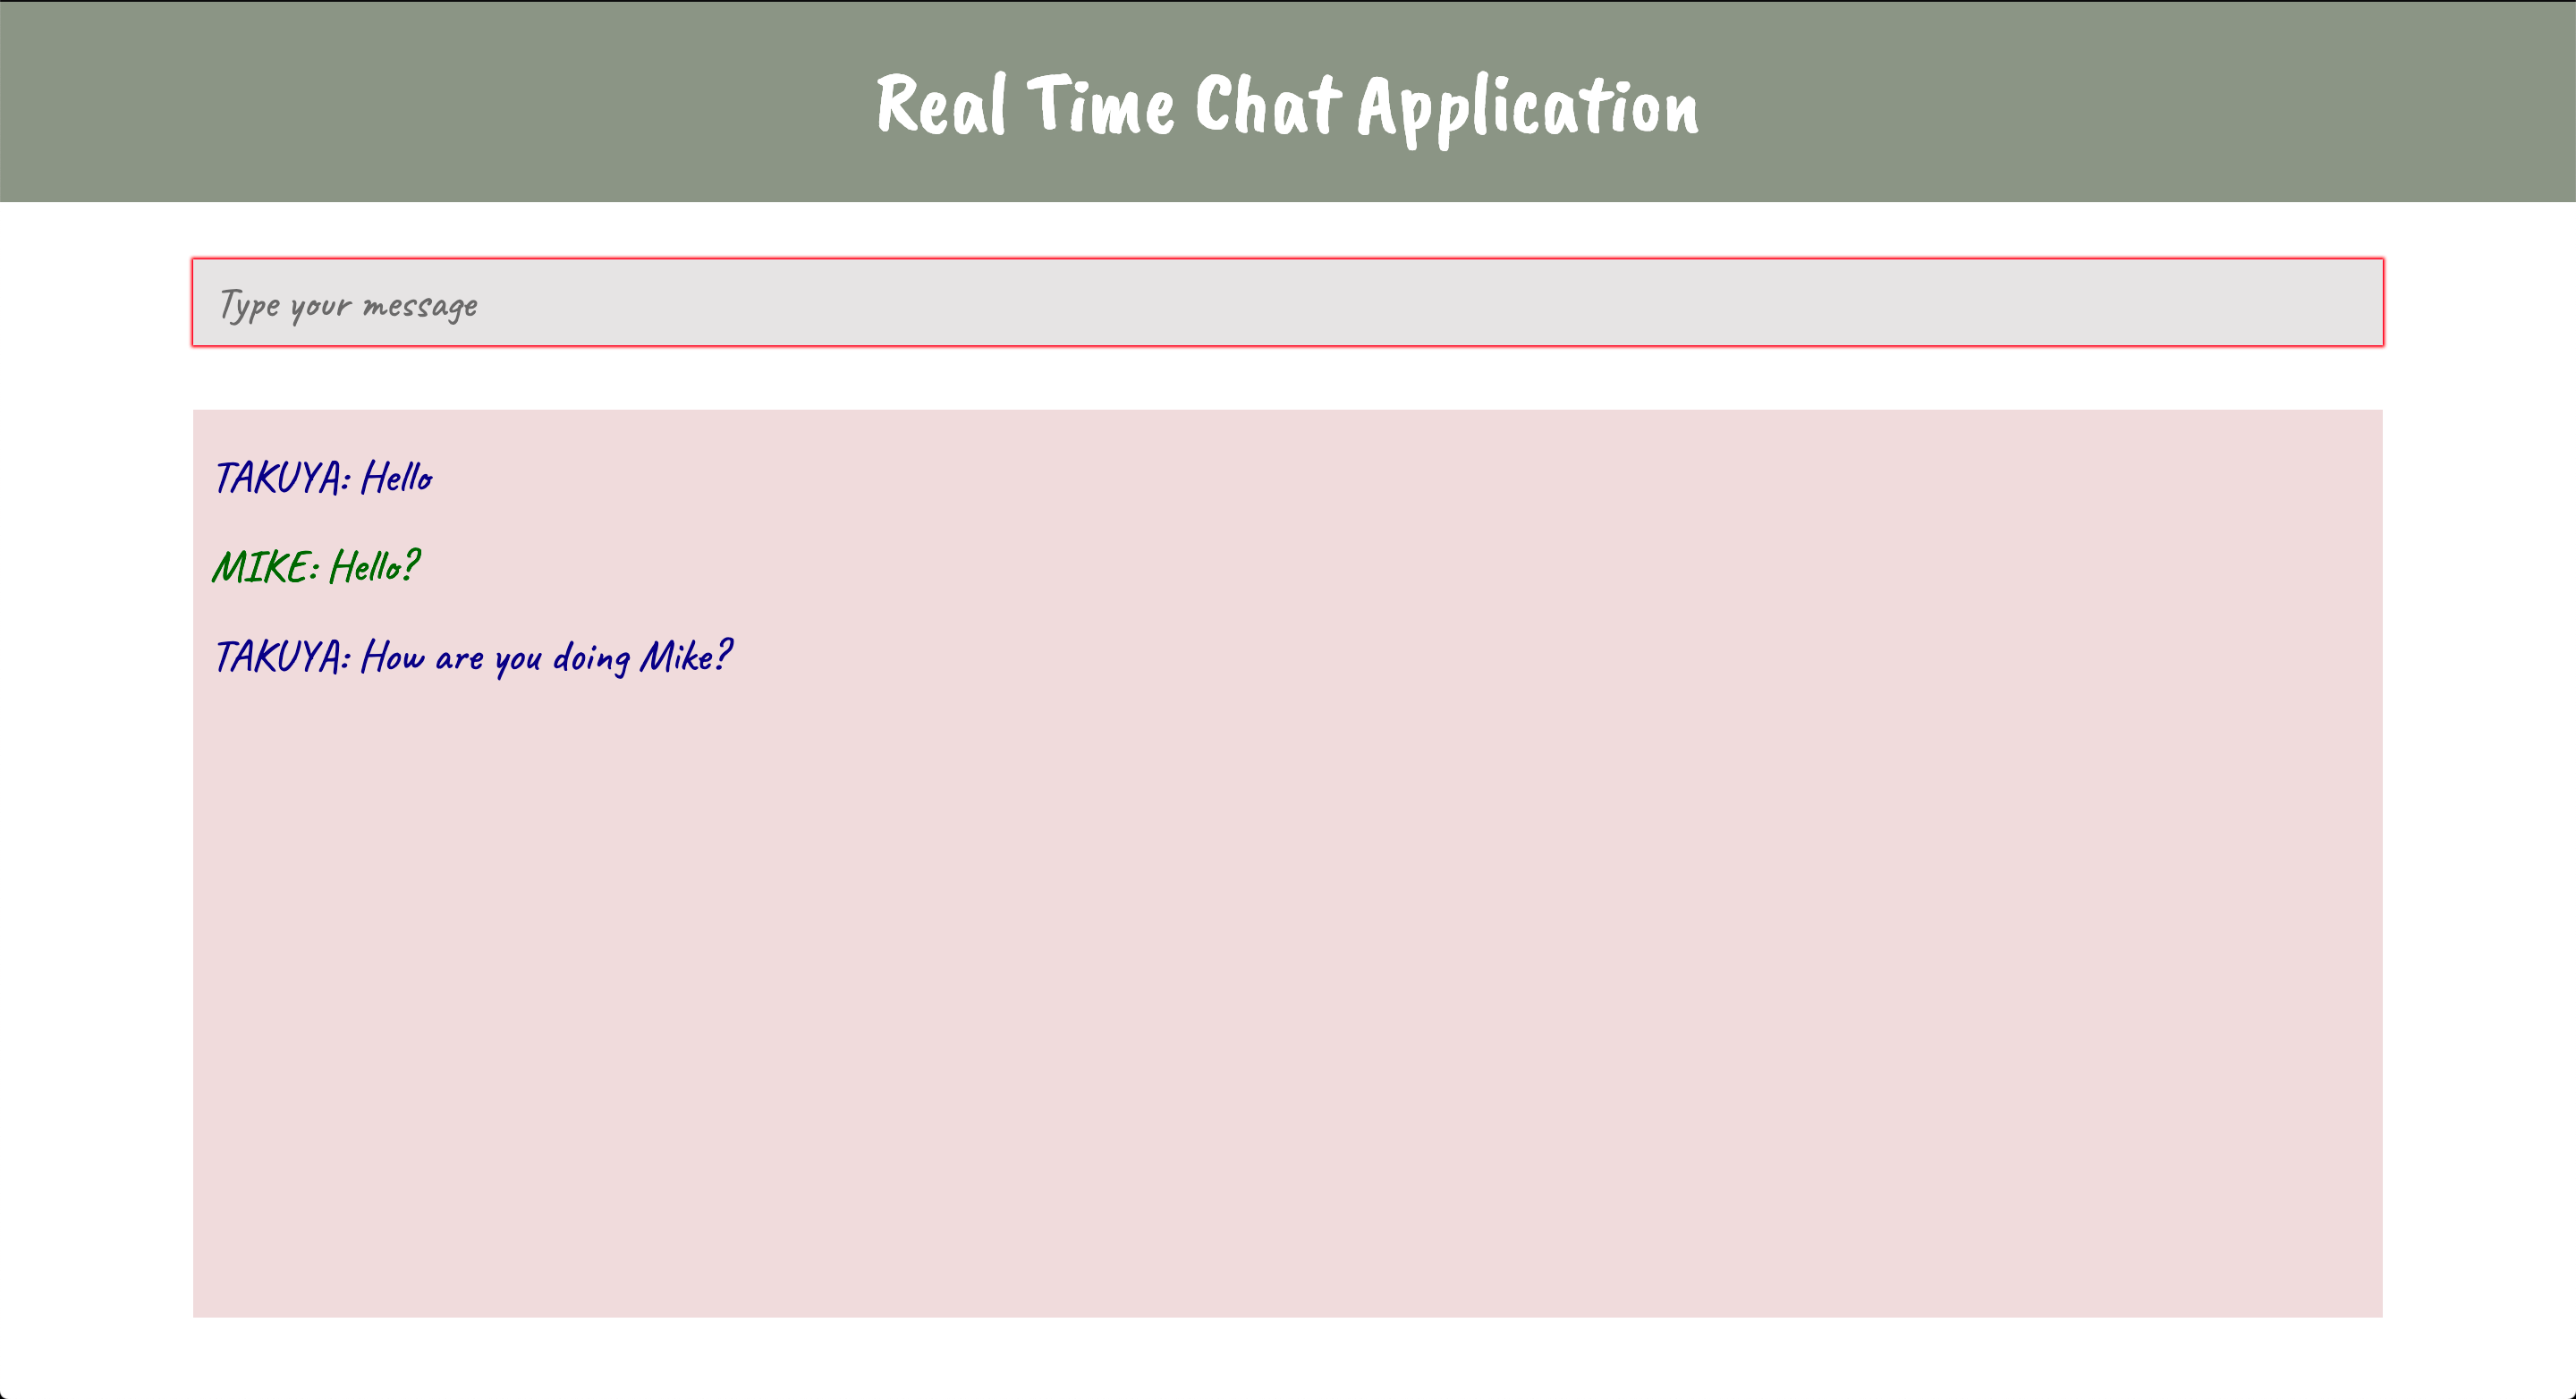 Real Time Chat Application
Type your message
TAKUYA: Hello
MIKE: Hello?
TAKUYA: How are you doing Mike?